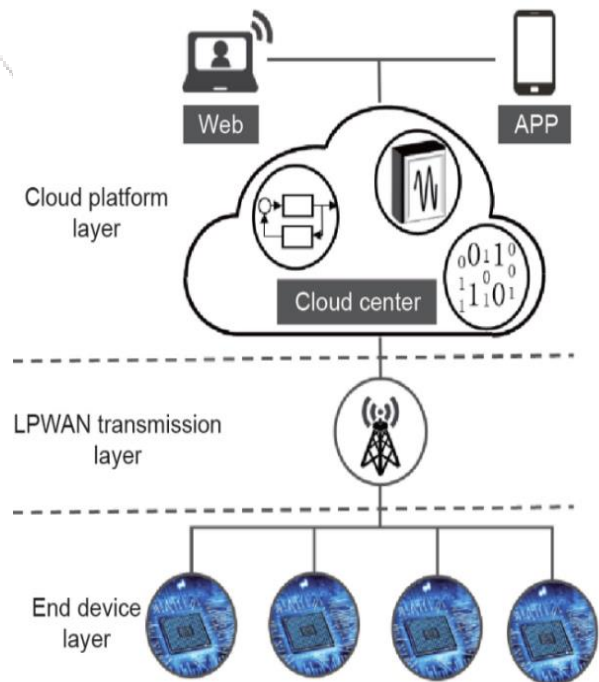 Web
APP
Cloud platform
layer
0 0 1 1 0
0 0
1
1 1 1 0 1
Cloud center
LPWAN transmission
layer
End device
layer